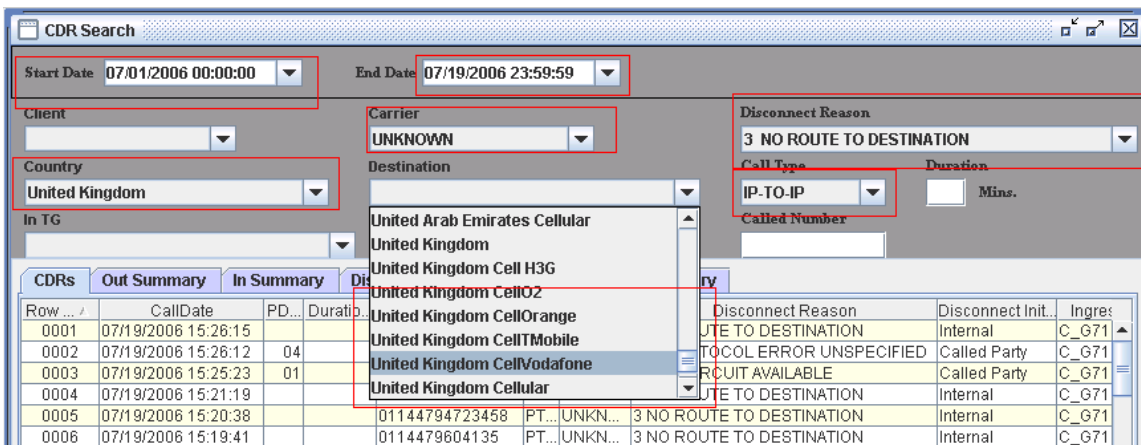 CDR Search
Start Date 07/01/2006 00:00:00 End Date 07/19/2006 23:59:59
Client Carrier Disconnect Reason
UNKNOWN 3 NO ROUTE TO DESTINATION
Country Destination Call Type Duration
United Kingdom IP-TO-IP Mins.
In TG Called Number
United Arab Emirates Cellular
United Kingdom
United Kingdom Cell H3G
United Kingdom CellO2
United Kingdom CellOrange
United Kingdom CellTMobile
United Kingdom CellVodafone
United Kingdom Cellular
CDRs Out Summary In Summary Dis ry
Row ... CallDate PD... Duratio... Disconnect Reason Disconnect Init... Ingres
0001 07/19/2006 15:26:15 UTE TO DESTINATION Internal C_G71
0002 07/19/2006 15:26:12 04 TOCOL ERROR UNSPECIFIED Called Party C_G71
0003 07/19/2006 15:25:23 01 RCUIT AVAILABLE Called Party C_G71
0004 07/19/2006 15:21:19 UTE TO DESTINATION Internal C_G71
0005 07/19/2006 15:20:38 01144794723458 PT... UNKN... 3 NO ROUTE TO DESTINATION Internal C_G71
0006 07/19/2006 15:19:41 0114479604135 PT... UNKN... 3 NO ROUTE TO DESTINATION Internal C_G71